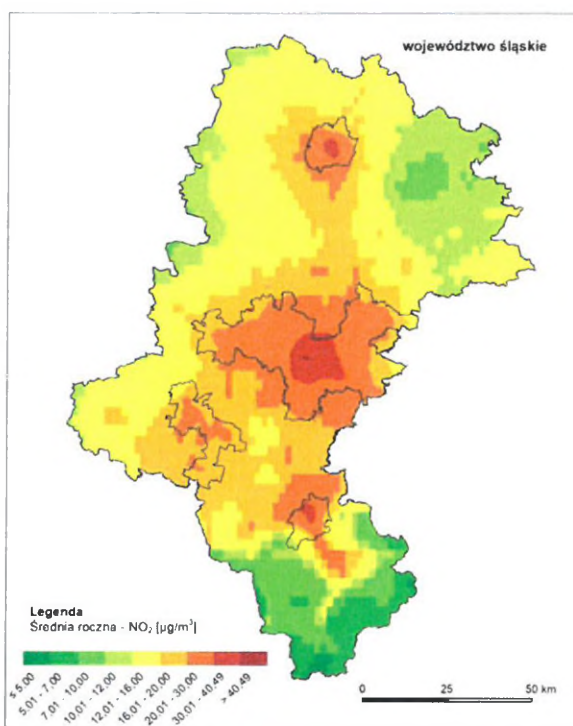 województwo śląskie
Legenda
Średnia roczna - NO₂ [µg/m³]
≤ 5,00
5,01 - 7,00
7,01 - 10,00
10,01 - 12,00
12,01 - 16,00
16,01 - 20,00
20,01 - 30,00
30,01 - 40,49
> 40,49
0 25 50 km